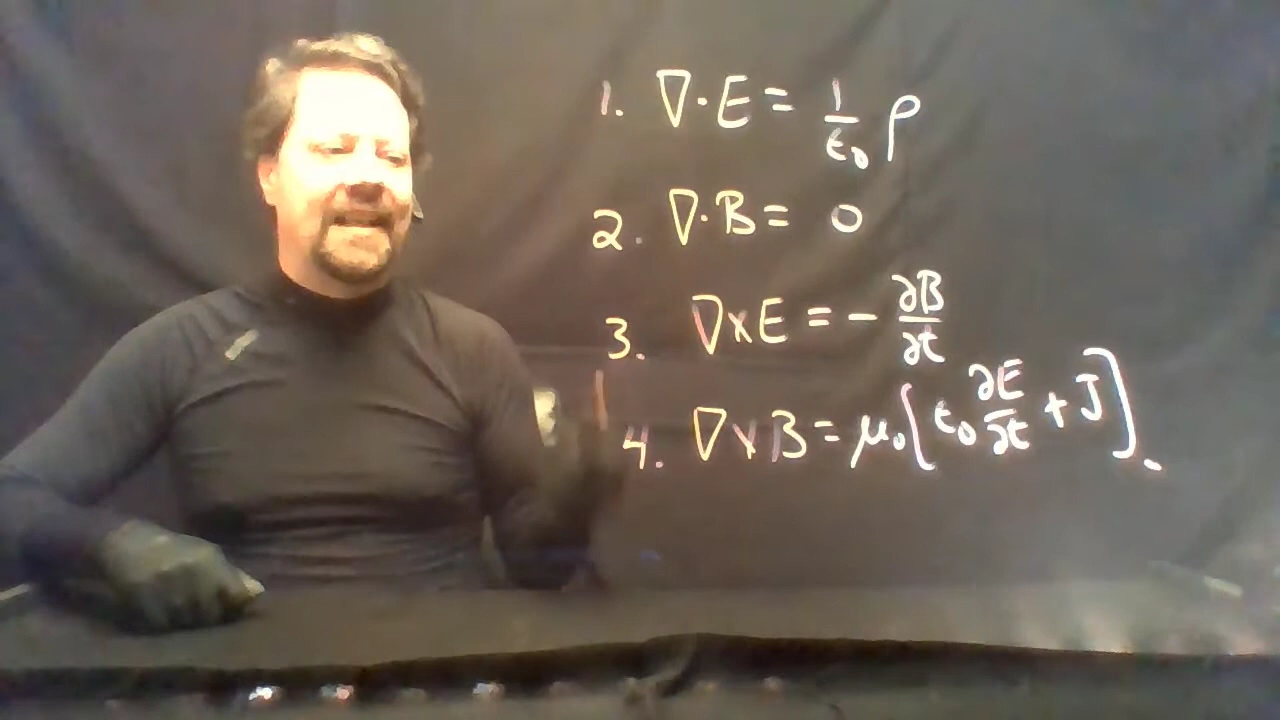 1. ∇·E = 1/ε₀ ρ
2. ∇·B = 0
3. ∇×E = - ∂B/∂t
4. ∇×B = μ₀[ε₀ ∂E/∂t + J].